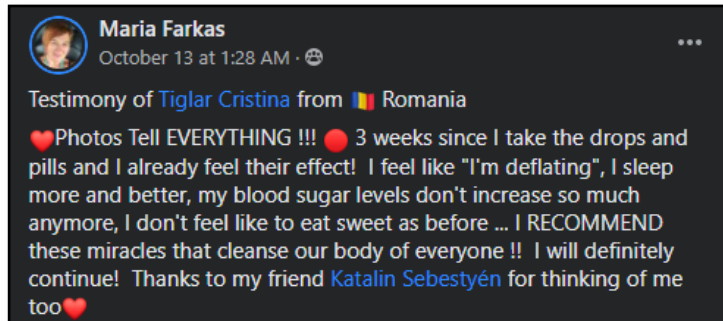 Maria Farkas
October 13 at 1:28 AM ·
Testimony of Tiglar Cristina from 🇷🇴 Romania
❤️Photos Tell EVERYTHING !!! 🔴 3 weeks since I take the drops and
pills and I already feel their effect!  I feel like "I'm deflating", I sleep
more and better, my blood sugar levels don't increase so much
anymore, I don't feel like to eat sweet as before ... I RECOMMEND
these miracles that cleanse our body of everyone !!  I will definitely
continue!  Thanks to my friend Katalin Sebestyén for thinking of me
too❤️